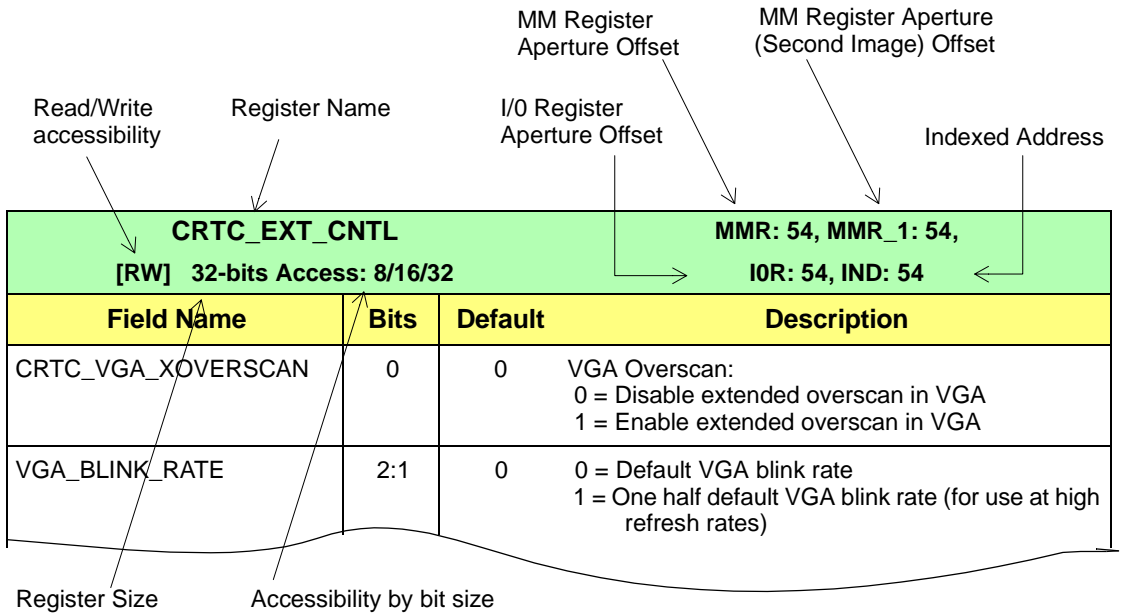 MM Register
Aperture Offset
MM Register Aperture
(Second Image) Offset
Read/Write
accessibility
Register Name
I/0 Register
Aperture Offset
Indexed Address
CRTC_EXT_CNTL
MMR: 54, MMR_1: 54,
[RW] 32-bits Access: 8/16/32
I0R: 54, IND: 54
Field Name Bits Default Description
CRTC_VGA_XOVERSCAN 0 0 VGA Overscan:
0 = Disable extended overscan in VGA
1 = Enable extended overscan in VGA
VGA_BLINK_RATE 2:1 0 0 = Default VGA blink rate
1 = One half default VGA blink rate (for use at high
refresh rates)
Register Size
Accessibility by bit size